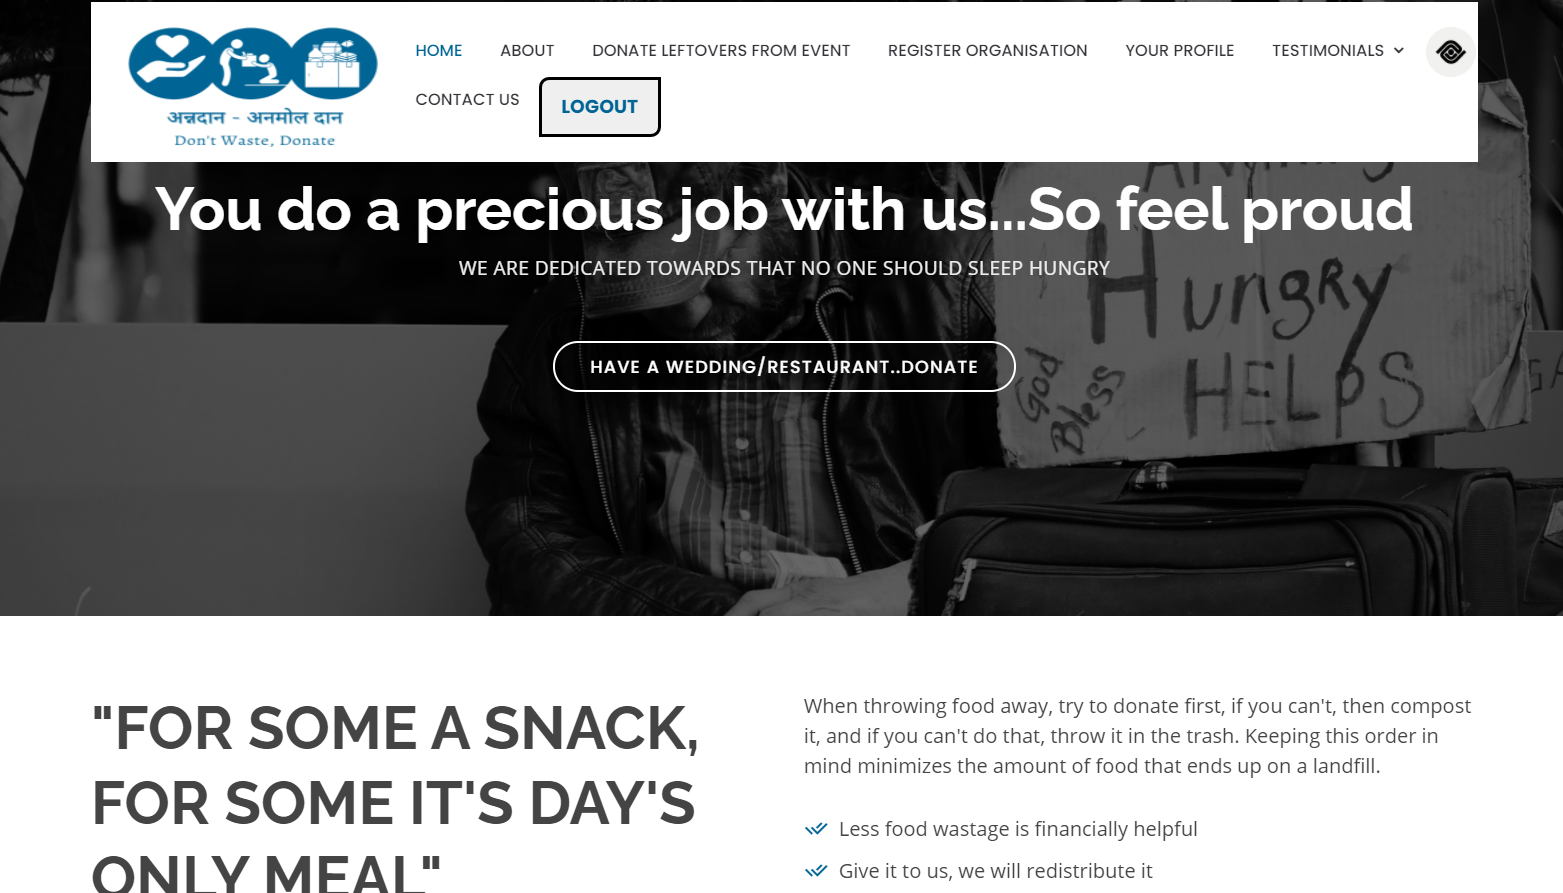 HOME ABOUT DONATE LEFTOVERS FROM EVENT REGISTER ORGANISATION YOUR PROFILE TESTIMONIALS
CONTACT US LOGOUT
अन्नदान - अनमोल दान
Don't Waste, Donate
You do a precious job with us...So feel proud
WE ARE DEDICATED TOWARDS THAT NO ONE SHOULD SLEEP HUNGRY
Hungry
God
Bless
HELPS
HAVE A WEDDING/RESTAURANT..DONATE
"FOR SOME A SNACK,
FOR SOME IT'S DAY'S
ONLY MEAL"
When throwing food away, try to donate first, if you can't, then compost
it, and if you can't do that, throw it in the trash. Keeping this order in
mind minimizes the amount of food that ends up on a landfill.
Less food wastage is financially helpful
Give it to us, we will redistribute it